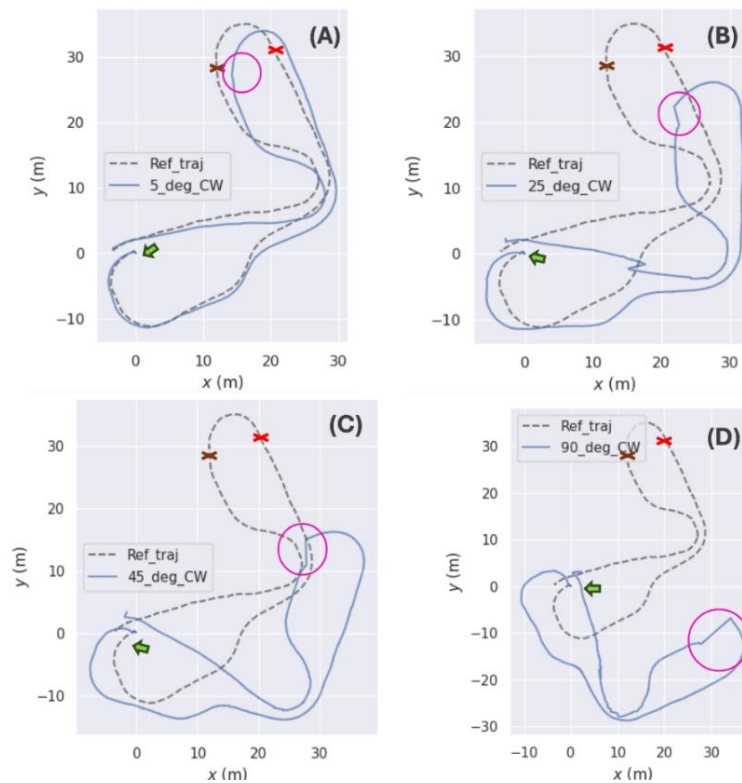 (A)
30
20
10
0
−10
y (m)
Ref_traj
5_deg_CW
0 10 20 30
x (m)
(B)
30
20
10
0
−10
y (m)
Ref_traj
25_deg_CW
0 10 20 30
x (m)
(C)
30
20
10
0
−10
y (m)
Ref_traj
45_deg_CW
0 10 20 30
x (m)
(D)
30
20
10
0
−10
−20
−30
y (m)
Ref_traj
90_deg_CW
−10 0 10 20 30
x (m)